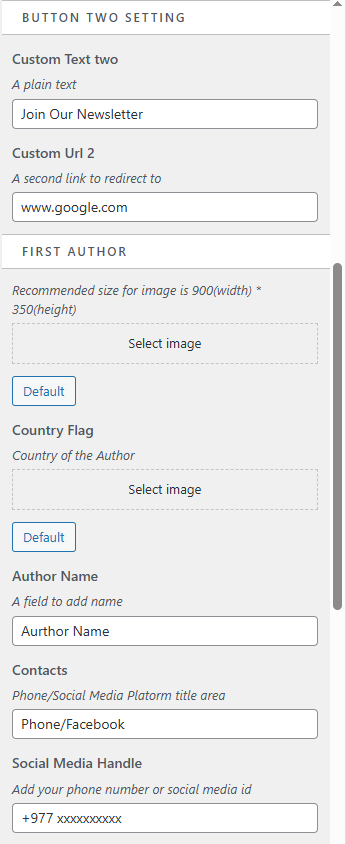 BUTTON TWO SETTING
Custom Text two
A plain text
Join Our Newsletter
Custom Url 2
A second link to redirect to
www.google.com
FIRST AUTHOR
Recommended size for image is 900(width) *
350(height)
Select image
Default
Country Flag
Country of the Author
Select image
Default
Author Name
A field to add name
Aurthor Name
Contacts
Phone/Social Media Platorm title area
Phone/Facebook
Social Media Handle
Add your phone number or social media id
+977 xxxxxxxxxx